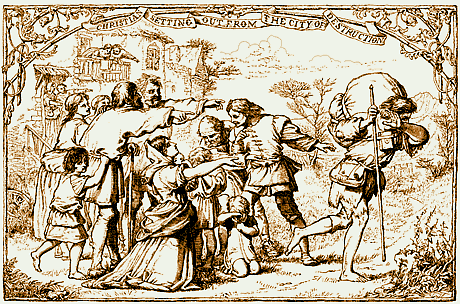 CHRISTIAN SETTING OUT FROM THE CITY OF DESTRUCTION